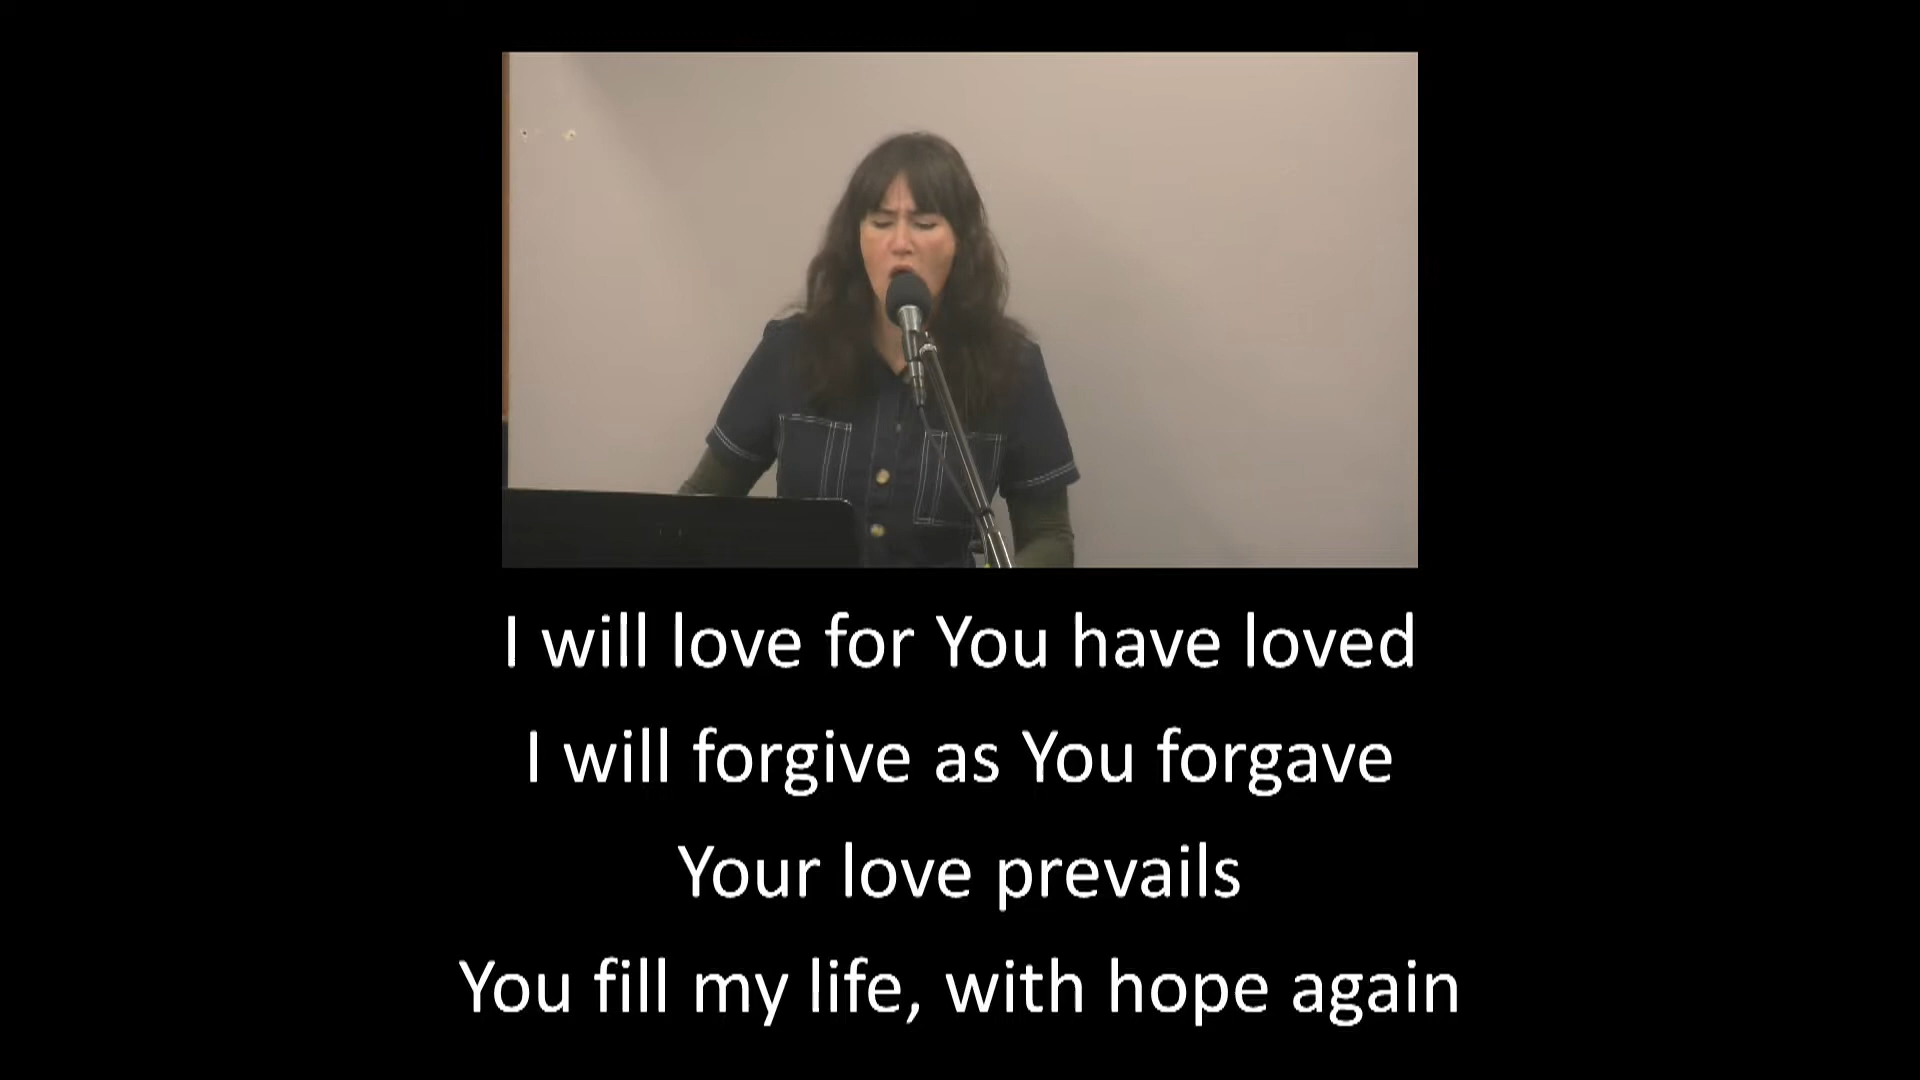 I will love for You have loved
I will forgive as You forgave
Your love prevails
You fill my life, with hope again